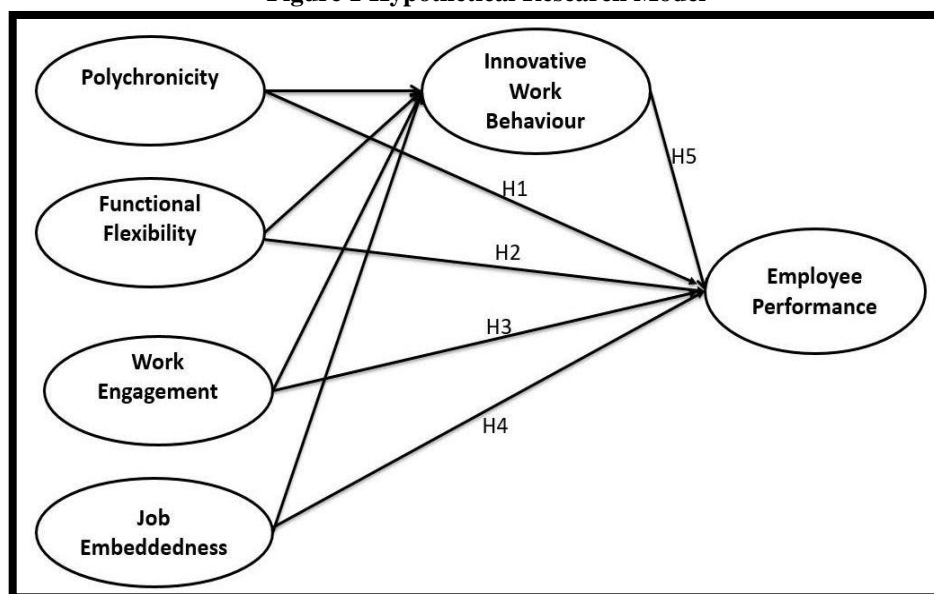 Figure 1 Hypothetical Research Model
Polychronicity
Innovative
Work
Behaviour
H5
H1
Functional
Flexibility
H2
Employee
Performance
H3
Work
Engagement
H4
Job
Embeddedness